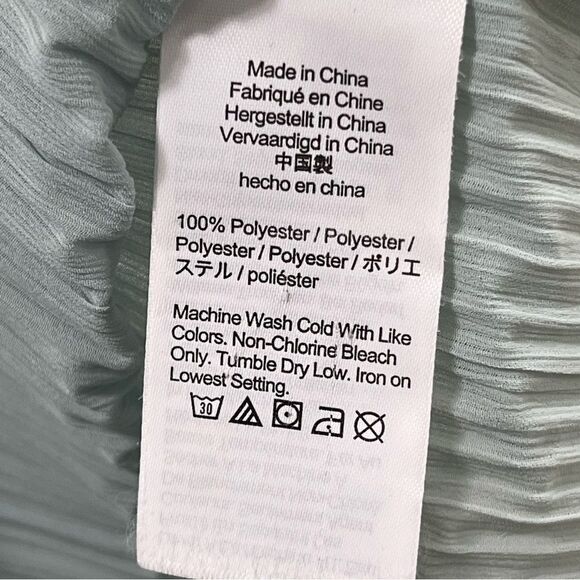 Made in China
Fabriqué en Chine
Hergestellt in China
Vervaardigd in China
中国製
hecho en china
100% Polyester / Polyester /
Polyester / Polyester / ポリエ
ステル / poliéster
Machine Wash Cold With Like
Colors. Non-Chlorine Bleach
Only. Tumble Dry Low. Iron on
Lowest Setting.
30